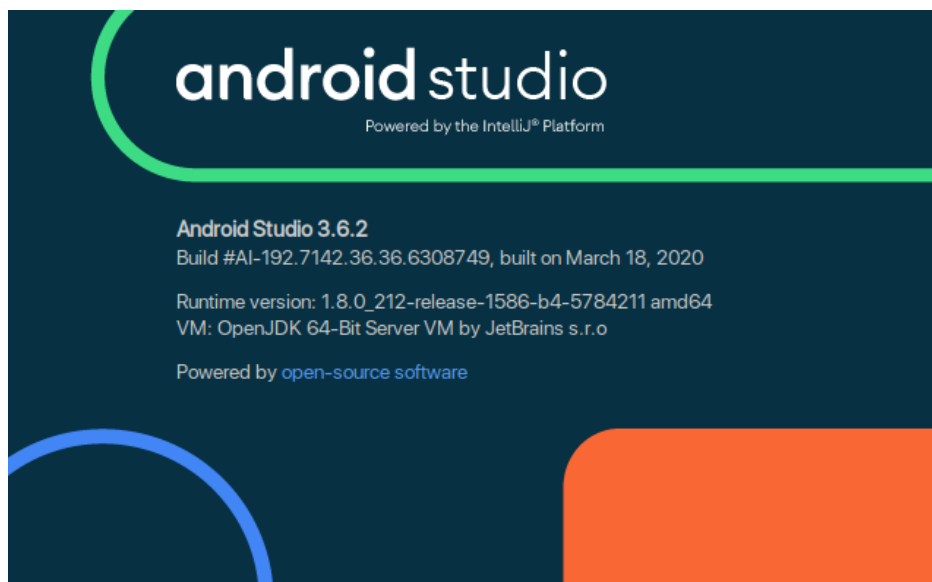 android studio
Powered by the IntelliJ® Platform
Android Studio 3.6.2
Build #AI-192.7142.36.36.6308749, built on March 18, 2020
Runtime version: 1.8.0_212-release-1586-b4-5784211 amd64
VM: OpenJDK 64-Bit Server VM by JetBrains s.r.o
Powered by open-source software